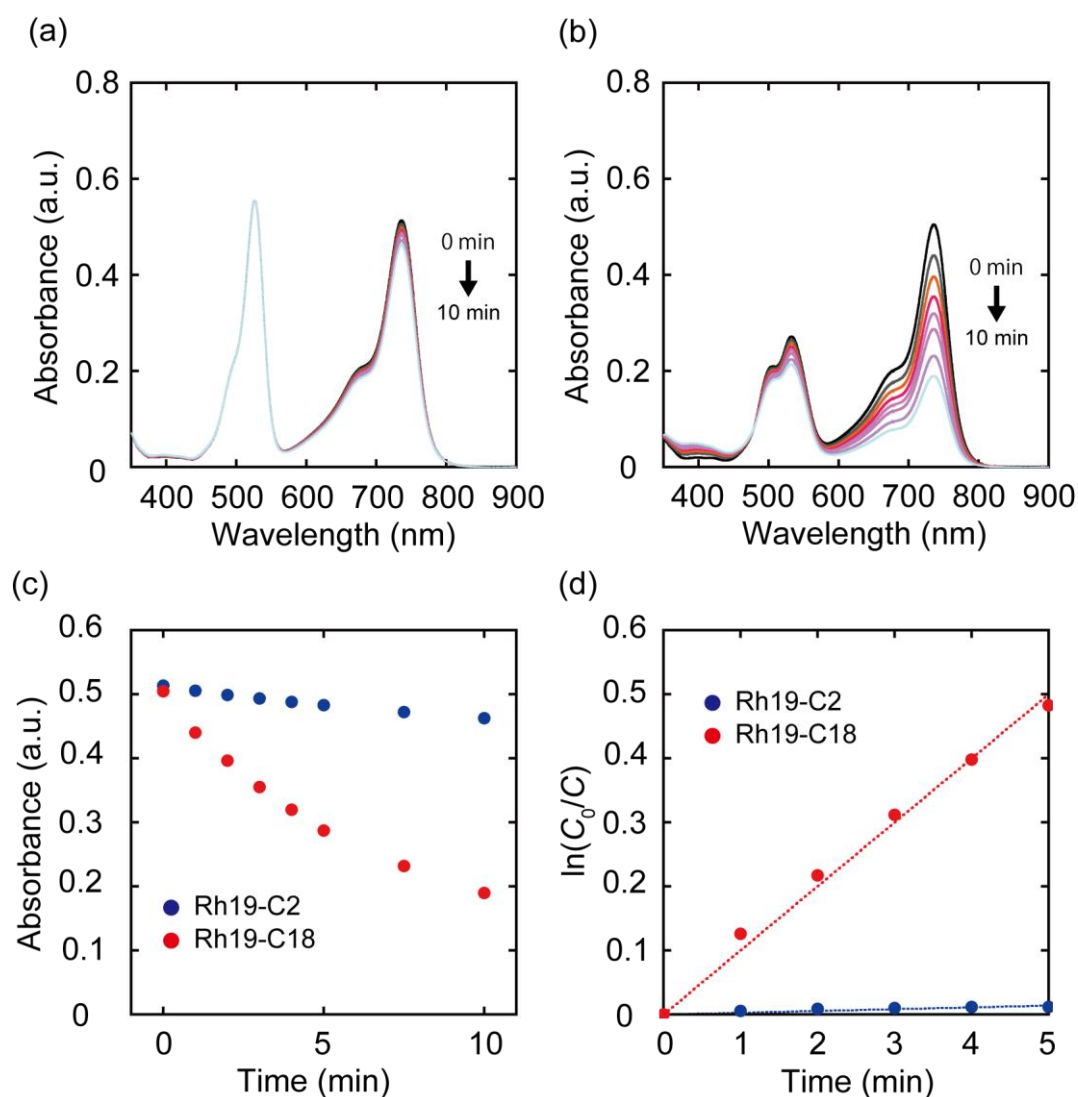 (a)
0.8
0.6
0.4
0.2
0
Absorbance (a.u.)
0 min
10 min
400 500 600 700 800 900
Wavelength (nm)
(b)
0.8
0.6
0.4
0.2
0
Absorbance (a.u.)
0 min
10 min
400 500 600 700 800 900
Wavelength (nm)
(c)
0.6
0.5
0.4
0.3
0.2
0.1
0
Absorbance (a.u.)
Rh19-C2
Rh19-C18
0 5 10
Time (min)
(d)
0.6
0.5
0.4
0.3
0.2
0.1
0
ln(C₀/C)
Rh19-C2
Rh19-C18
0 1 2 3 4 5
Time (min)